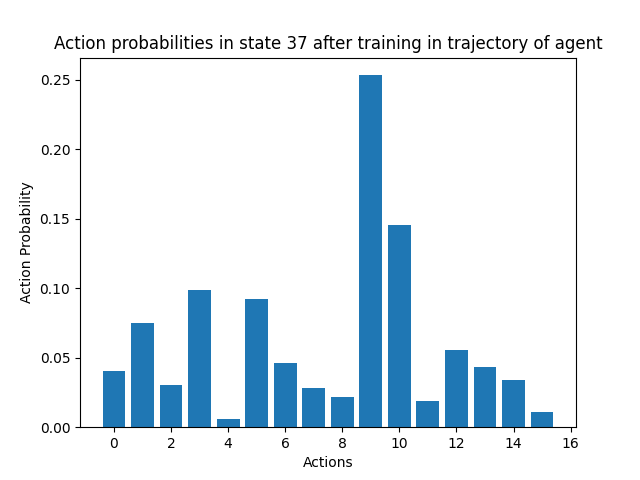 Action probabilities in state 37 after training in trajectory of agent
0.25
0.20
0.15
0.10
0.05
0.00
Action Probability
0 2 4 6 8 10 12 14 16
Actions